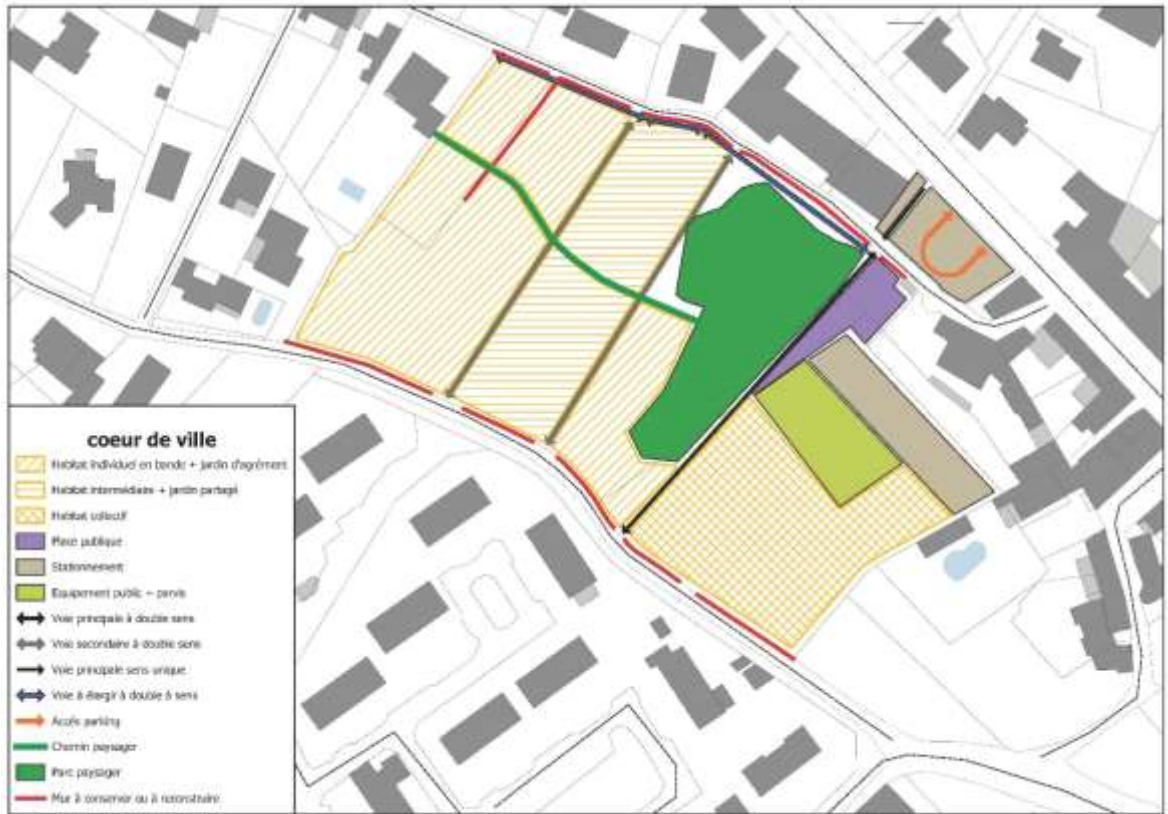 coeur de ville
Habitat individuel en bande + jardin d'agrément
Habitat intermédiaire + jardin partagé
Habitat collectif
Place publique
Stationnement
Equipement public + parvis
Voie principale à double sens
Voie secondaire à double sens
Voie principale sens unique
Voie à élargir à double à sens
Accès parking
Chemin paysager
Parc paysager
Mur à conserver ou à reconstruire